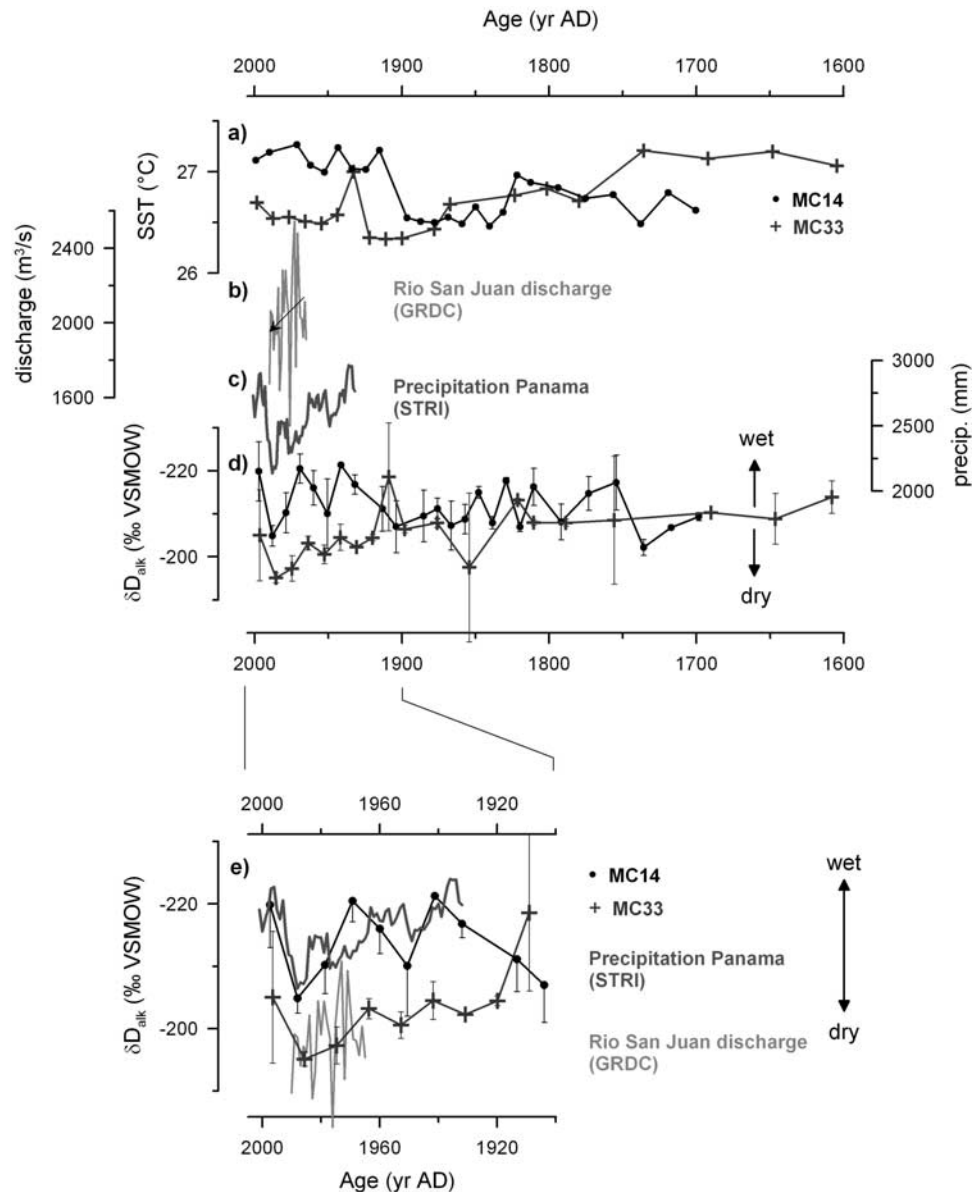 Age (yr AD)
2000 1900 1800 1700 1600
a)
SST (°C)
27
26
MC14
MC33
discharge (m³/s)
2400
2000
1600
b)
Rio San Juan discharge
(GRDC)
c)
Precipitation Panama
(STRI)
3000
2500
2000
precip. (mm)
d)
δD_alk (‰ VSMOW)
-220
-200
wet
dry
2000 1900 1800 1700 1600
2000 1960 1920
e)
δD_alk (‰ VSMOW)
-220
-200
MC14
MC33
Precipitation Panama
(STRI)
Rio San Juan discharge
(GRDC)
wet
dry
2000 1960 1920
Age (yr AD)